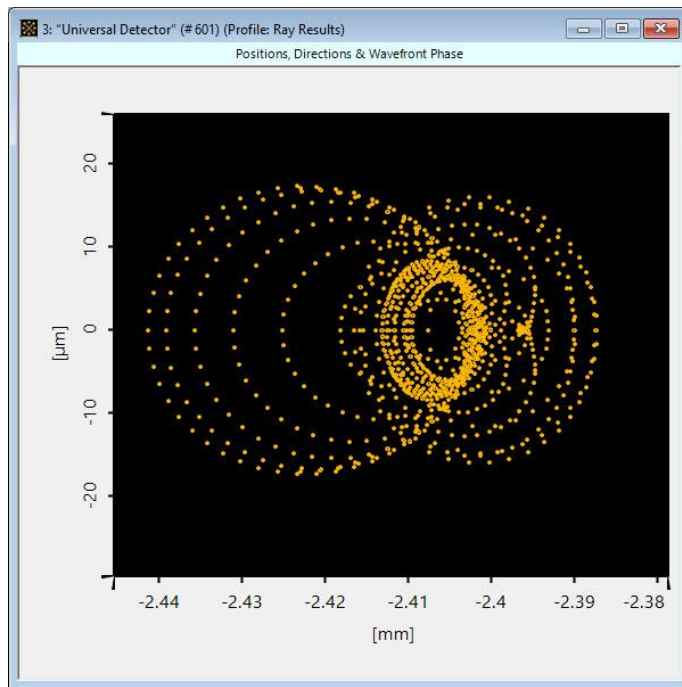 3: "Universal Detector" (#601) (Profile: Ray Results)
Positions, Directions & Wavefront Phase
20
10
0
-10
-20
[µm]
-2.44 -2.43 -2.42 -2.41 -2.4 -2.39 -2.38
[mm]